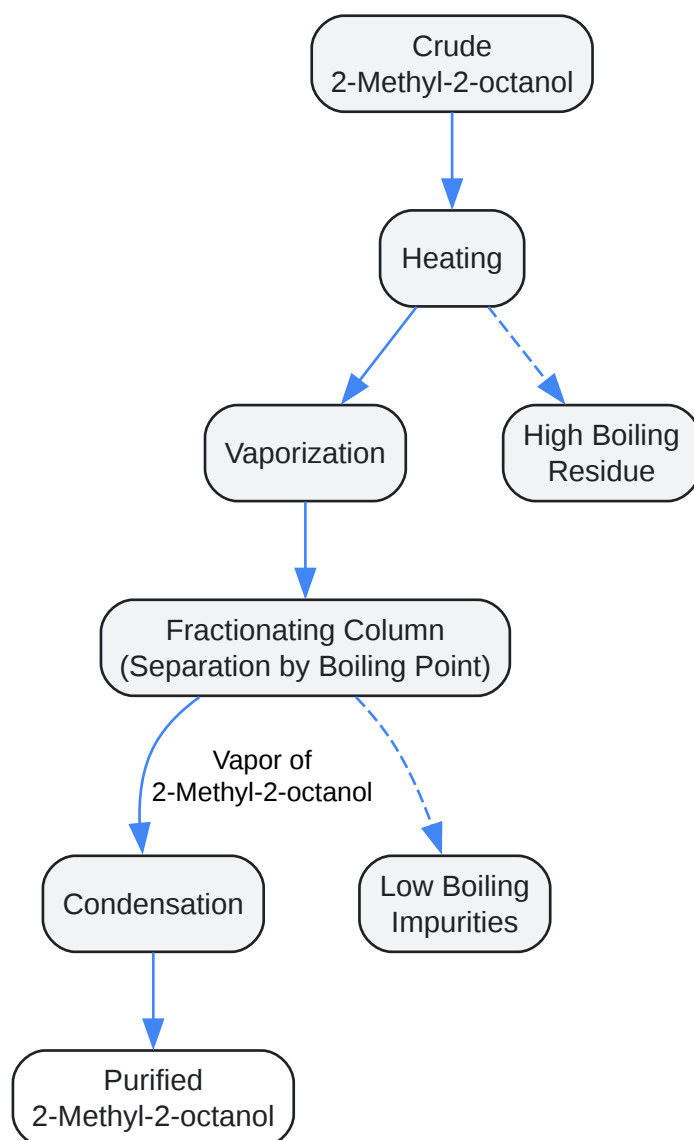 Crude
2-Methyl-2-octanol
Heating
Vaporization
High Boiling
Residue
Fractionating Column
(Separation by Boiling Point)
Vapor of
2-Methyl-2-octanol
Condensation
Low Boiling
Impurities
Purified
2-Methyl-2-octanol